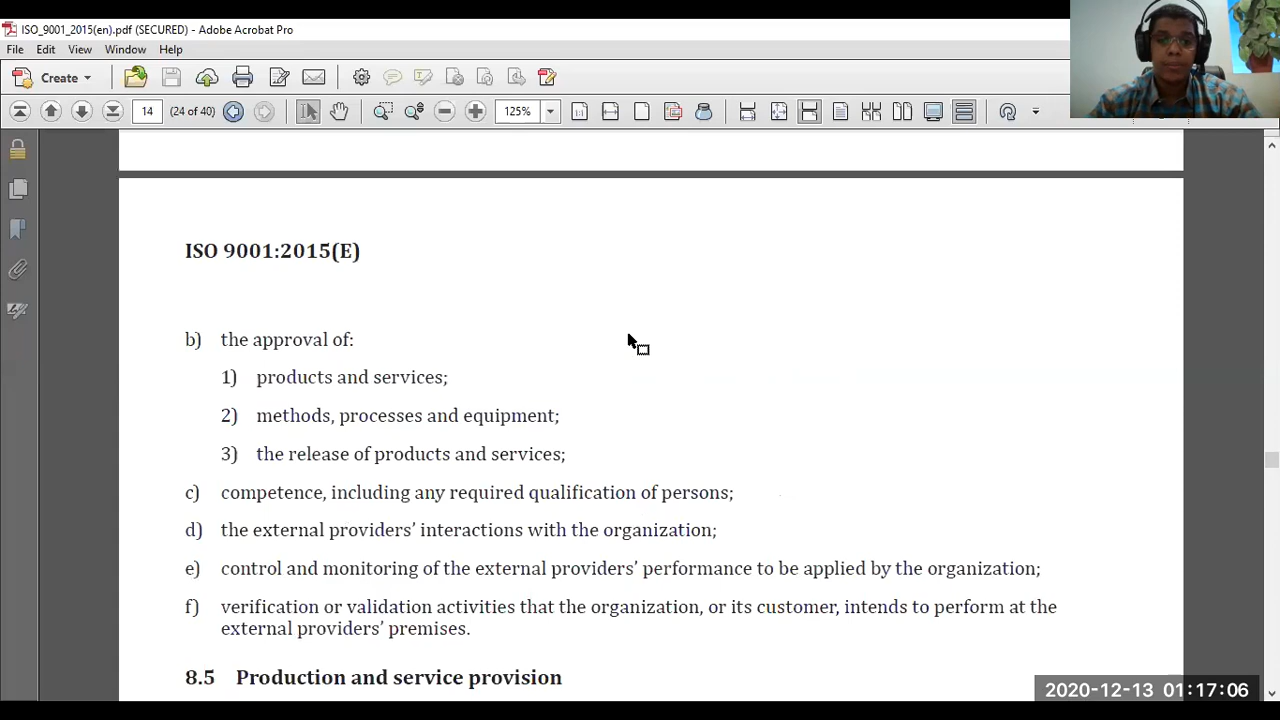 ISO_9001_2015(en).pdf (SECURED) - Adobe Acrobat Pro
File Edit View Window Help
Create
14 (24 of 40) 125%
ISO 9001:2015(E)
b) the approval of:
1) products and services;
2) methods, processes and equipment;
3) the release of products and services;
c) competence, including any required qualification of persons;
d) the external providers’ interactions with the organization;
e) control and monitoring of the external providers’ performance to be applied by the organization;
f) verification or validation activities that the organization, or its customer, intends to perform at the
external providers’ premises.
8.5 Production and service provision
2020-12-13 01:17:06